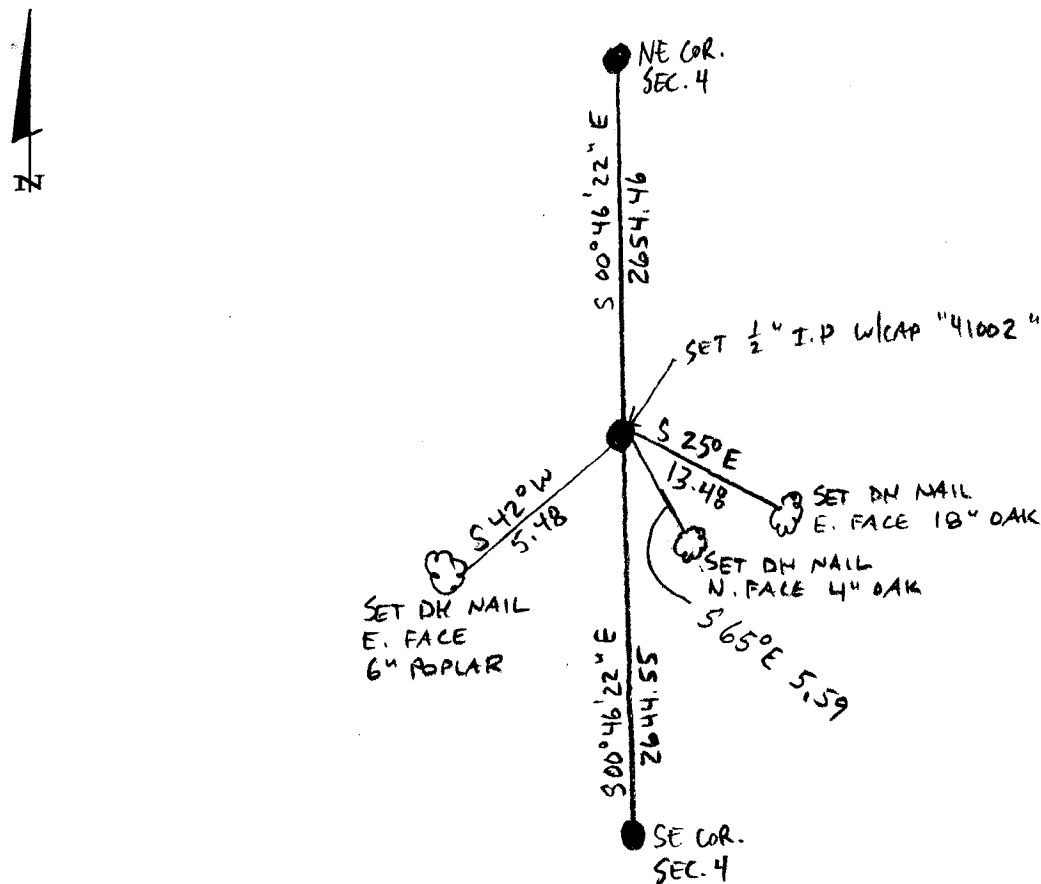 NE COR.
SEC. 4
N
S 00°46'22" E
2654.46
SET 1/2" I.P W/CAP "41002"
S 25°E
13.48
SET DH NAIL
E. FACE 18" OAK
S 42°W
5.48
SET DH NAIL
N. FACE 4" OAK
SET DH NAIL
E. FACE
6" POPLAR
S 65°E 5.59
S00°46'22" E
2644.55
SE COR.
SEC. 4